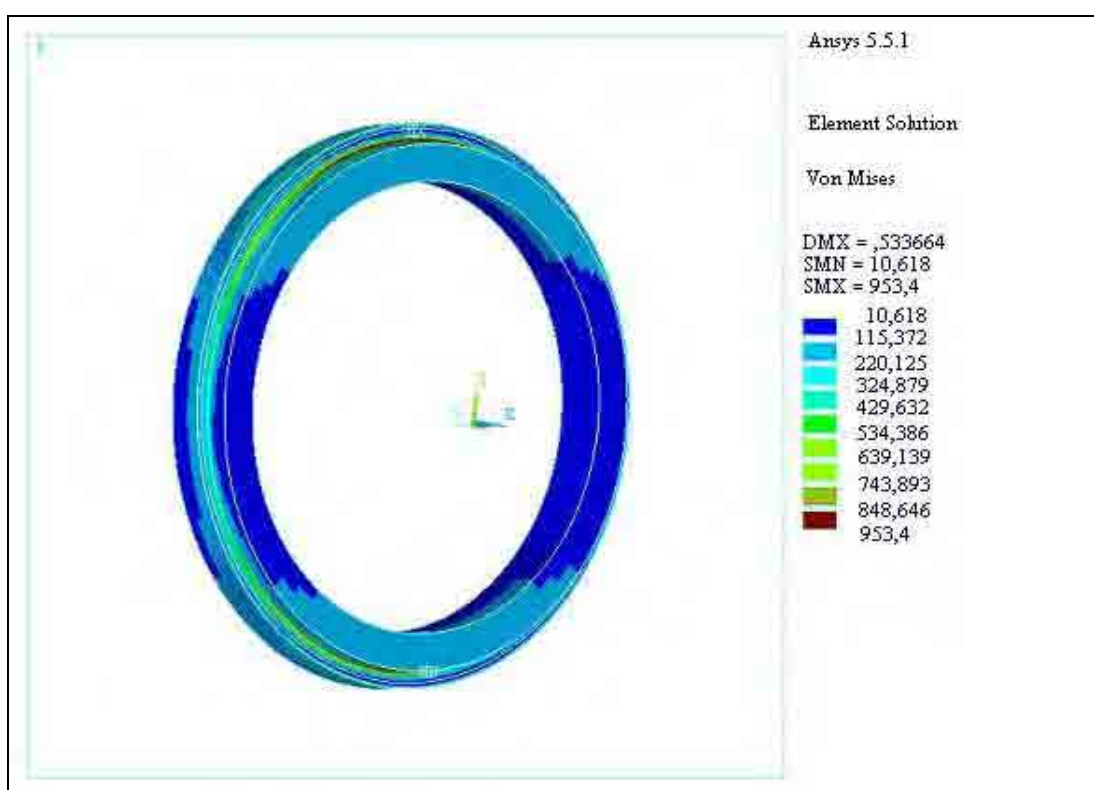 Ansys 5.5.1
Element Solution
Von Mises
DMX = ,533664
SMN = 10,618
SMX = 953,4
10,618
115,372
220,125
324,879
429,632
534,386
639,139
743,893
848,646
953,4